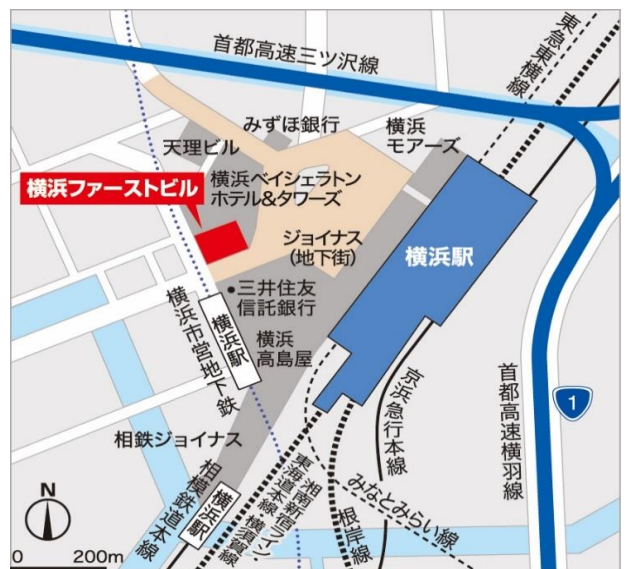 首都高速三ツ沢線
東急東横線
みずほ銀行
横浜
モアーズ
天理ビル
横浜ファーストビル
横浜ベイシェラトン
ホテル&タワーズ
ジョイナス
(地下街)
横浜駅
三井住友
信託銀行
横浜市営地下鉄
横浜駅
横浜
高島屋
京浜急行本線
首都高速横羽線
1
相鉄ジョイナス
相模鉄道本線
横浜駅
東海道本線・横須賀線
湘南新宿ライン
根岸線
みなとみらい線
N
0 200m